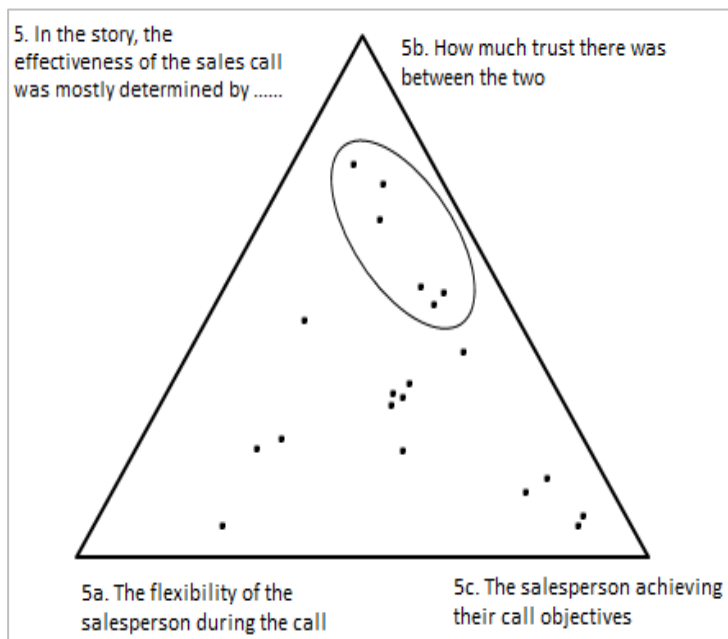 5. In the story, the
effectiveness of the sales call
was mostly determined by ......
5b. How much trust there was
between the two
5a. The flexibility of the
salesperson during the call
5c. The salesperson achieving
their call objectives